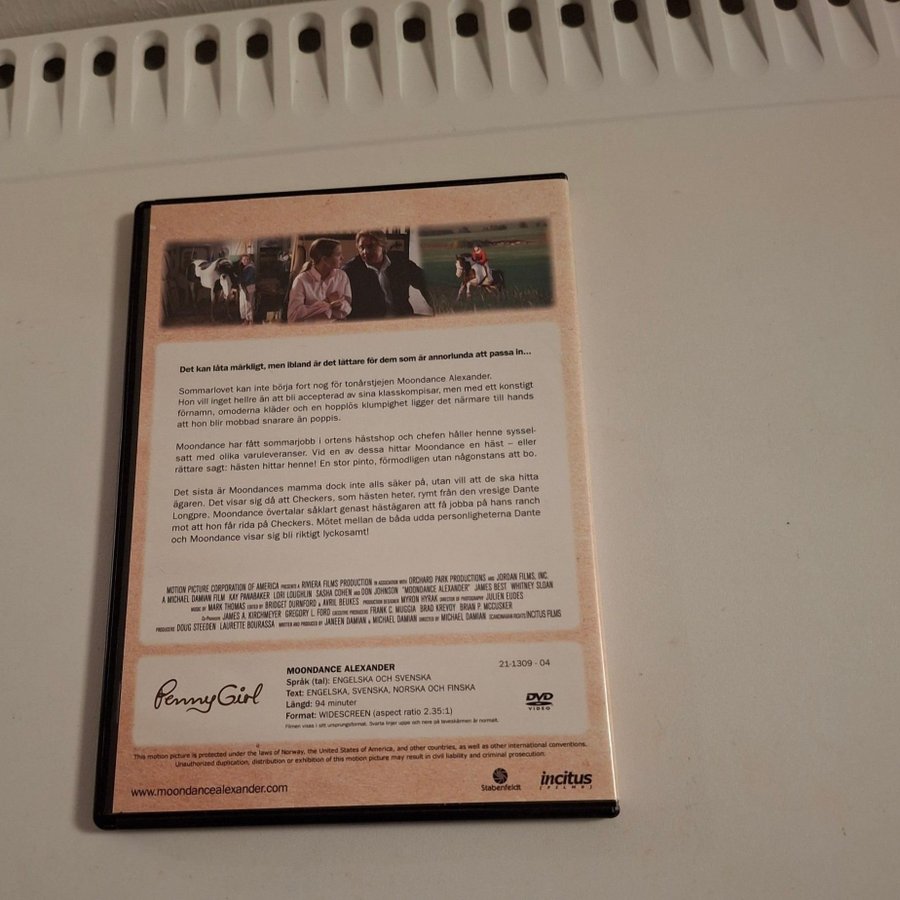 Det kan låta märkligt, men ibland är det lättare för dem som är annorlunda att passa in...
Sommarlovet kan inte börja fort nog för tonårstjejen Moondance Alexander.
Hon vill inget hellre än att bli accepterad av sina klasskompisar, men med ett konstigt
förnamn, omoderna kläder och en hopplös klumpighet ligger det närmare till hands
att hon blir mobbad snarare än poppis.
Moondance har fått sommarjobb i ortens hästshop och chefen håller henne syssel-
satt med olika varuleveranser. Vid en av dessa hittar Moondance en häst – eller
rättare sagt: hästen hittar henne! En stor pinto, förmodligen utan någonstans att bo.
Det sista är Moondances mamma dock inte alls säker på, utan vill att de ska hitta
ägaren. Det visar sig då att Checkers, som hästen heter, rymt från den vresige Dante
Longpre. Moondance övertalar såklart genast hästägaren att få jobba på hans ranch
mot att hon får rida på Checkers. Mötet mellan de båda udda personligheterna Dante
och Moondance visar sig bli riktigt lyckosamt!
MOTION PICTURE CORPORATION OF AMERICA PRESENTS A RIVIERA FILMS PRODUCTION IN ASSOCIATION WITH ORCHARD PARK PRODUCTIONS AND JORDAN FILMS, INC.
A MICHAEL DAMIAN FILM KAY PANABAKER LORI LOUGHLIN SASHA COHEN AND DON JOHNSON "MOONDANCE ALEXANDER" JAMES BEST WHITNEY SLOAN
MUSIC BY MARK THOMAS EDITED BY BRIDGET DURNFORD & AVRIL BEUKES PRODUCTION DESIGNER MYRON HYRAK DIRECTOR OF PHOTOGRAPHY JULIEN EUDES
Co-Producer JAMES A. KIRCHMEYER GREGORY L. FORD EXECUTIVE PRODUCERS FRANK C. MUGGIA BRAD KREVOY BRIAN P. MCCUSKER
PRODUCERS DOUG STEEDEN LAURETTE BOURASSA WRITTEN AND PRODUCED BY JANEEN DAMIAN & MICHAEL DAMIAN DIRECTED BY MICHAEL DAMIAN SCANDINAVIAN RIGHTS: INCITUS FILMS
Penny Girl
MOONDANCE ALEXANDER
21-1309 - 04
Språk (tal): ENGELSKA OCH SVENSKA
Text: ENGELSKA, SVENSKA, NORSKA OCH FINSKA
Längd: 94 minuter
Format: WIDESCREEN (aspect ratio 2.35:1)
Filmen visas i sitt ursprungsformat. Svarta linjer uppe och nere på teveskärmen är normalt.
DVD
VIDEO
This motion picture is protected under the laws of Norway, the United States of America, and other countries, as well as other international conventions.
Unauthorized duplication, distribution or exhibition of this motion picture may result in civil liability and criminal prosecution.
www.moondancealexander.com
Stabenfeldt
incitus
[FILMS]